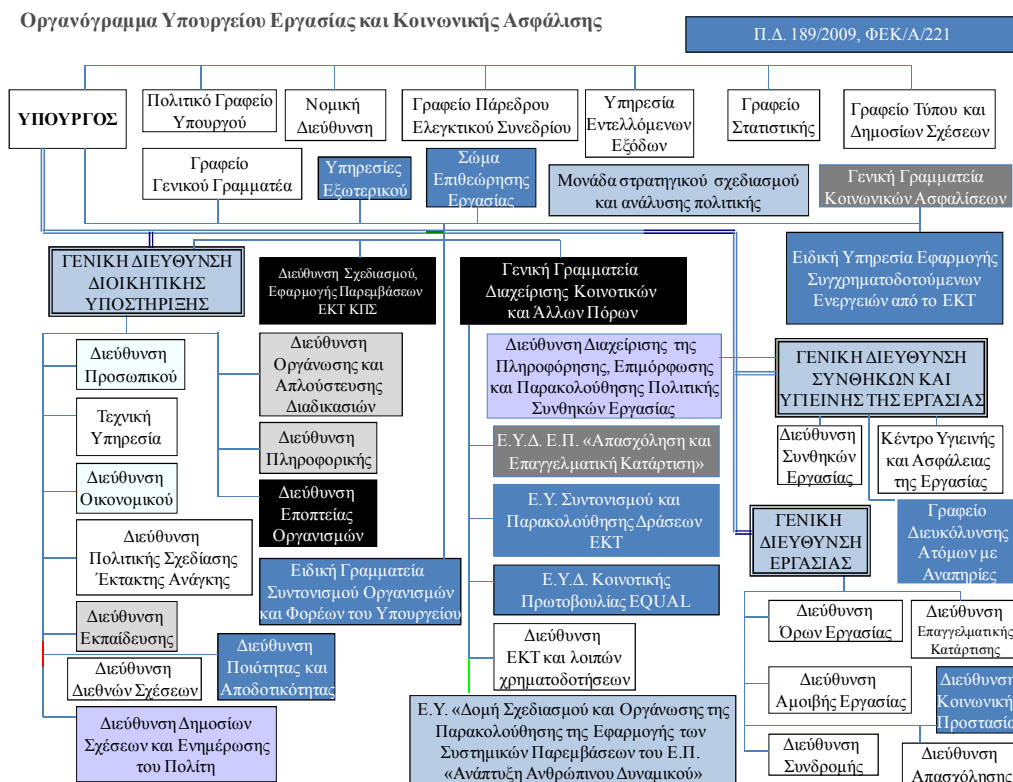 Οργανόγραμμα Υπουργείου Εργασίας και Κοινωνικής Ασφάλισης
Π.Δ. 189/2009, ΦΕΚ/Α/221
ΥΠΟΥΡΓΟΣ
Πολιτικό Γραφείο
Υπουργού
Νομική
Διεύθυνση
Γραφείο Πάρεδρου
Ελεγκτικού Συνεδρίου
Υπηρεσία
Εντελλόμενων
Εξόδων
Γραφείο
Στατιστικής
Γραφείο Τύπου και
Δημοσίων Σχέσεων
Γραφείο
Γενικού Γραμματέα
Υπηρεσίες
Εξωτερικού
Σώμα
Επιθεώρησης
Εργασίας
Μονάδα στρατηγικού σχεδιασμού
και ανάλυσης πολιτικής
Γενική Γραμματεία
Κοινωνικών Ασφαλίσεων
ΓΕΝΙΚΗ ΔΙΕΥΘΥΝΣΗ
ΔΙΟΙΚΗΤΙΚΗΣ
ΥΠΟΣΤΗΡΙΞΗΣ
Διεύθυνση Σχεδιασμού,
Εφαρμογής Παρεμβάσεων
ΕΚΤ ΚΠΣ
Γενική Γραμματεία
Διαχείρισης Κοινοτικών
και Άλλων Πόρων
Ειδική Υπηρεσία Εφαρμογής
Συγχρηματοδοτούμενων
Ενεργειών από το ΕΚΤ
Διεύθυνση
Προσωπικού
Τεχνική
Υπηρεσία
Διεύθυνση
Οικονομικού
Διεύθυνση
Πολιτικής Σχεδίασης
Έκτακτης Ανάγκης
Διεύθυνση
Εκπαίδευσης
Διεύθυνση
Διεθνών Σχέσεων
Διεύθυνση Δημοσίων
Σχέσεων και Ενημέρωσης
του Πολίτη
Διεύθυνση
Οργάνωσης και
Απλούστευσης
Διαδικασιών
Διεύθυνση
Πληροφορικής
Διεύθυνση
Εποπτείας
Οργανισμών
Ειδική Γραμματεία
Συντονισμού Οργανισμών
και Φορέων του Υπουργείου
Διεύθυνση
Ποιότητας και
Αποδοτικότητας
Διεύθυνση Διαχείρισης της
Πληροφόρησης, Επιμόρφωσης
και Παρακολούθησης Πολιτικής
Συνθηκών Εργασίας
Ε.Υ.Δ. Ε.Π. «Απασχόληση και
Επαγγελματική Κατάρτιση»
Ε.Υ. Συντονισμού και
Παρακολούθησης Δράσεων
ΕΚΤ
Ε.Υ.Δ. Κοινοτικής
Πρωτοβουλίας EQUAL
Διεύθυνση
ΕΚΤ και λοιπών
χρηματοδοτήσεων
Ε.Υ. «Δομή Σχεδιασμού και Οργάνωσης της
Παρακολούθησης της Εφαρμογής των
Συστημικών Παρεμβάσεων του Ε.Π.
«Ανάπτυξη Ανθρώπινου Δυναμικού»
ΓΕΝΙΚΗ ΔΙΕΥΘΥΝΣΗ
ΣΥΝΘΗΚΩΝ ΚΑΙ
ΥΓΙΕΙΝΗΣ ΤΗΣ ΕΡΓΑΣΙΑΣ
Διεύθυνση
Συνθηκών
Εργασίας
Κέντρο Υγιεινής
και Ασφάλειας
της Εργασίας
Γραφείο
Διευκόλυνσης
Ατόμων με
Αναπηρίες
ΓΕΝΙΚΗ
ΔΙΕΥΘΥΝΣΗ
ΕΡΓΑΣΙΑΣ
Διεύθυνση
Όρων Εργασίας
Διεύθυνση
Επαγγελματικής
Κατάρτισης
Διεύθυνση
Αμοιβής Εργασίας
Διεύθυνση
Κοινωνική
Προστασία
Διεύθυνση
Συνδρομής
Διεύθυνση
Απασχόλησης